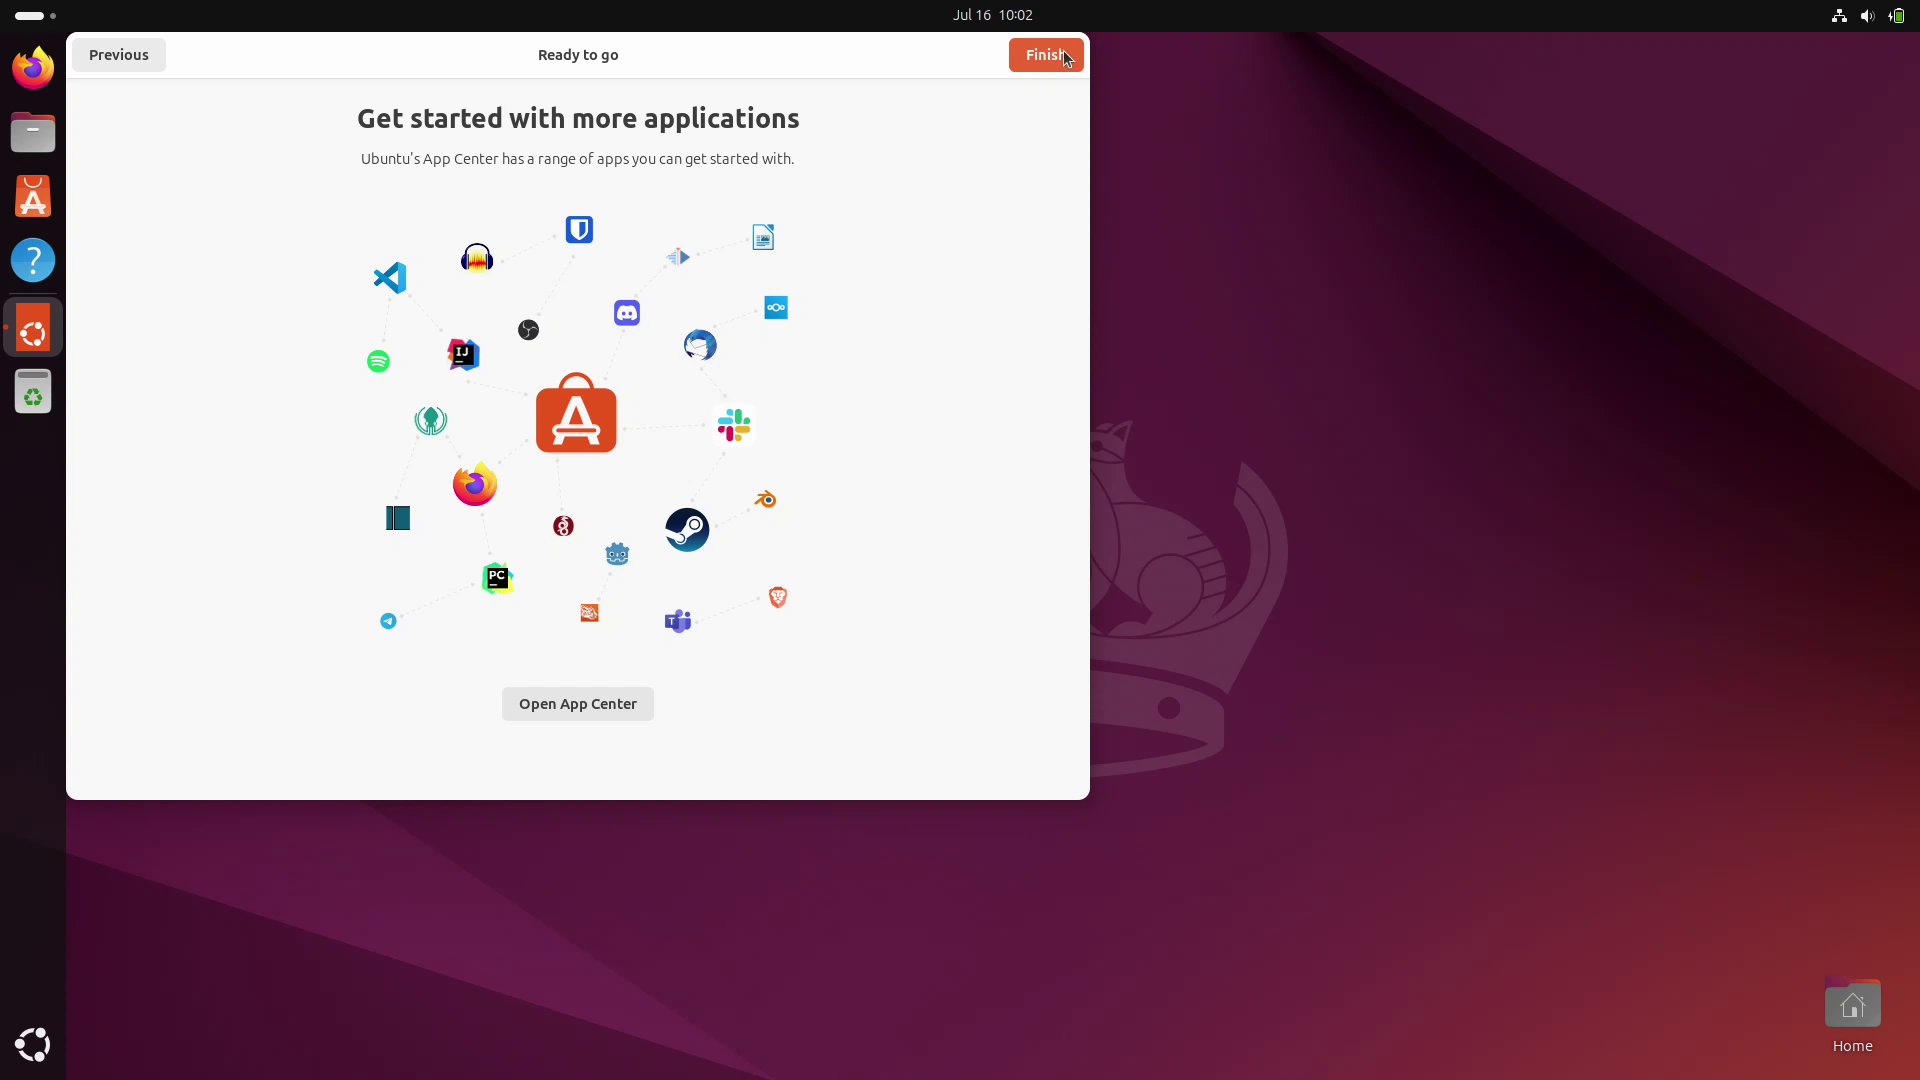 Jul 16 10:02
Previous
Ready to go
Finish
Get started with more applications
Ubuntu's App Center has a range of apps you can get started with.
IJ
PC
T
Open App Center
Home